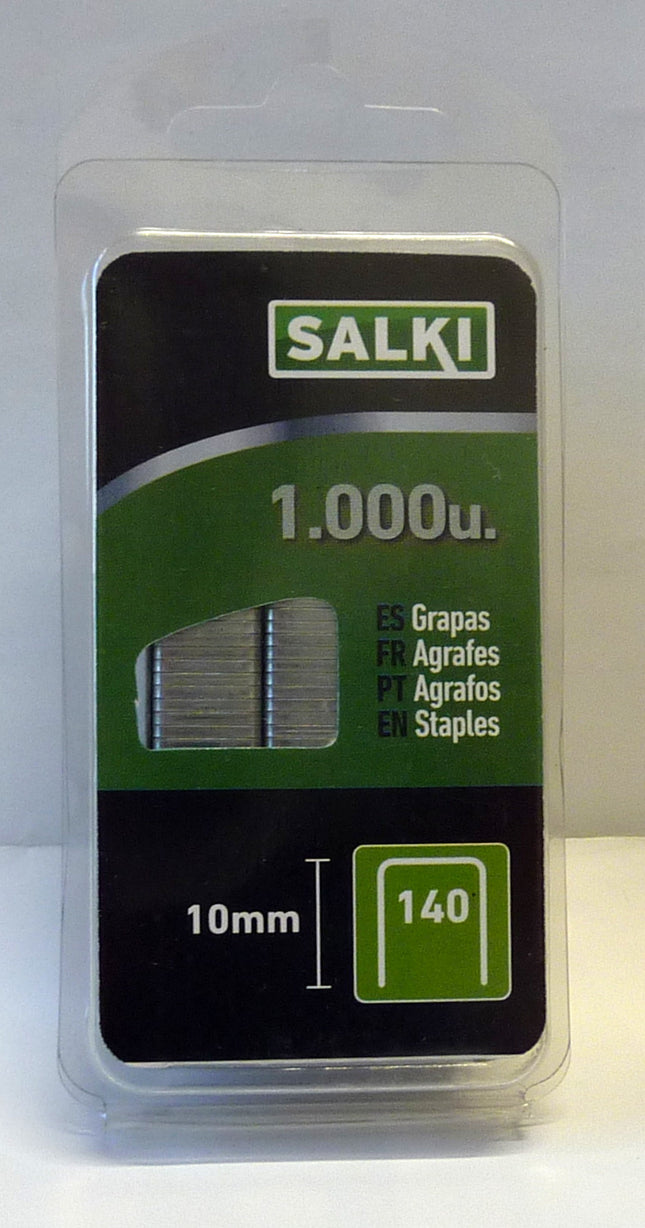 SALKI
1.000u.
ES Grapas
FR Agrafes
PT Agrafos
EN Staples
10mm
140